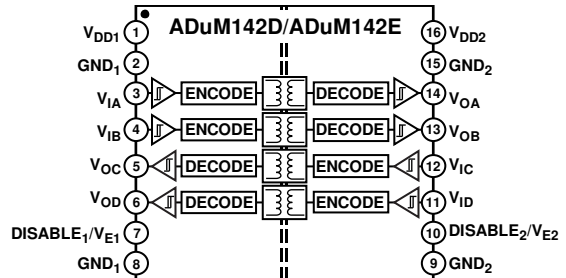 ADuM142D/ADuM142E
VDD1 1 16 VDD2
GND1 2 15 GND2
VIA 3 ENCODE DECODE 14 VOA
VIB 4 ENCODE DECODE 13 VOB
VOC 5 DECODE ENCODE 12 VIC
VOD 6 DECODE ENCODE 11 VID
DISABLE1/VE1 7 10 DISABLE2/VE2
GND1 8 9 GND2